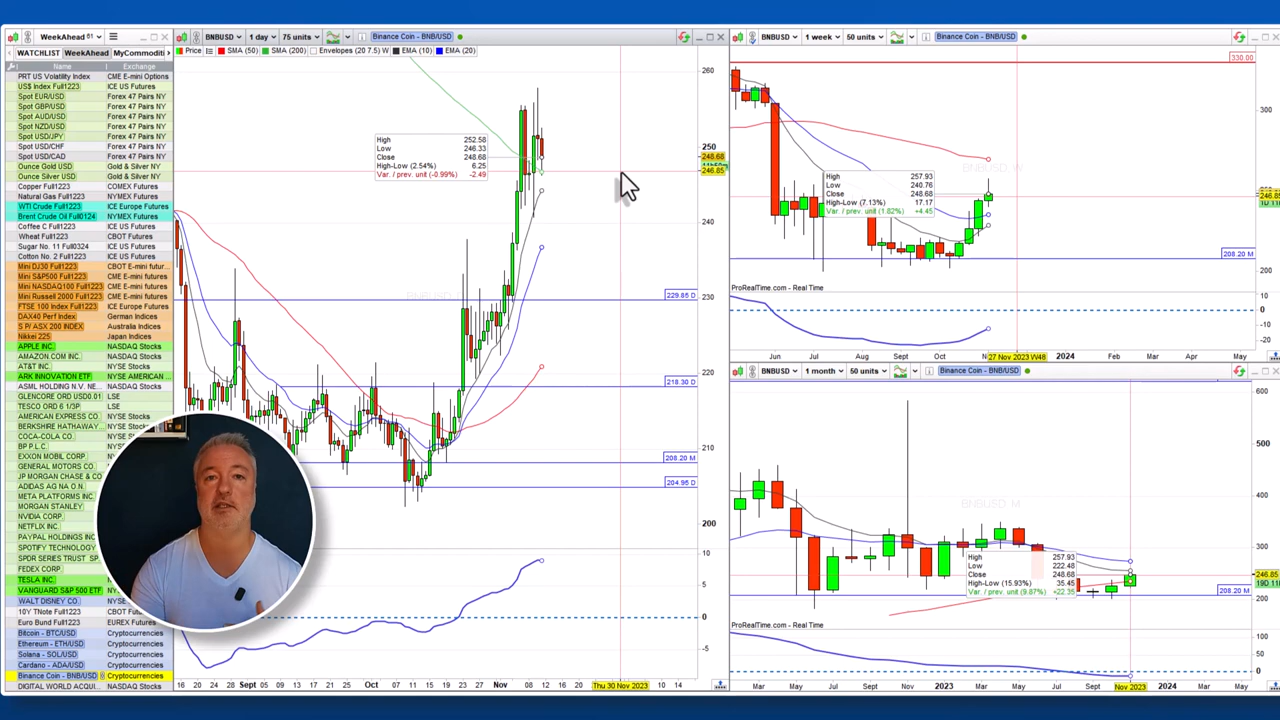 WeekAhead 61
WATCHLIST WeekAhead MyCommoditi
Name Exchange
PRT US Volatility Index CME E-mini Options
US$ Index Full1223 ICE US Futures
Spot EUR/USD Forex 47 Pairs NY
Spot GBP/USD Forex 47 Pairs NY
Spot AUD/USD Forex 47 Pairs NY
Spot NZD/USD Forex 47 Pairs NY
Spot USD/JPY Forex 47 Pairs NY
Spot USD/CHF Forex 47 Pairs NY
Spot USD/CAD Forex 47 Pairs NY
Ounce Gold USD Gold & Silver NY
Ounce Silver USD Gold & Silver NY
Copper Full1223 COMEX Futures
Natural Gas Full1223 NYMEX Futures
WTI Crude Full1223 ICE Europe Futures
Brent Crude Oil Full0124 NYMEX Futures
Coffee C Full1223 ICE US Futures
Wheat Full1223 CBOT Futures
Sugar No. 11 Full0324 ICE US Futures
Cotton No. 2 Full1223 ICE US Futures
Mini DJ30 Full1223 CBOT E-mini futur...
Mini S&P500 Full1223 CME E-mini futures
Mini NASDAQ100 Full1223 CME E-mini futures
Mini Russell 2000 Full1223 CME E-mini futures
FTSE 100 Index Full1223 ICE Europe Futures
DAX40 Perf Index German Indices
S P/ ASX 200 INDEX Australia Indices
Nikkei 225 Japan Indices
APPLE INC. NASDAQ Stocks
AMAZON.COM INC. NASDAQ Stocks
AT&T INC. NYSE Stocks
ARK INNOVATION ETF NYSE AMERICAN ...
ASML HOLDING N.V. NE... NASDAQ Stocks
GLENCORE ORD USD0.01 LSE
TESCO ORD 6 1/3P LSE
AMERICAN EXPRESS CO. NYSE Stocks
BERKSHIRE HATHAWAY
COCA-COLA CO.
BP P.L.C.
EXXON MOBIL CORP.
GENERAL MOTORS CO.
JP MORGAN CHASE & CO
ADIDAS AG NA O.N.
META PLATFORMS INC.
MORGAN STANLEY
NVIDIA CORP.
NETFLIX INC.
PAYPAL HOLDINGS
SPOTIFY TECHNOLOGY
SPDR SERIES TRUST
FEDEX CORP.
TESLA INC.
VANGUARD S&P 500 ETF
WALT DISNEY CO. NYSE Stocks
10Y TNote Full1223 CBOT Futures
Euro Bund Full1223 EUREX Futures
Bitcoin - BTC/USD Cryptocurrencies
Ethereum - ETH/USD Cryptocurrencies
Solana - SOL/USD Cryptocurrencies
Cardano - ADA/USD Cryptocurrencies
Binance Coin - BNB/USD Cryptocurrencies
DIGITAL WORLD ACQUI... NASDAQ Stocks
BNBUSD 1 day 75 units Binance Coin - BNB/USD
Price SMA (50) SMA (200) Envelopes (20 7.5) W EMA (10) EMA (20)
High 252.58
Low 246.33
Close 248.68
High-Low (2.54%) 6.25
Var. / prev. unit (-0.99%) -2.49
260
250
248.68
246.85
240
229.85 D
230
220
218.30 D
210
208.20 M
204.95 D
200
10
5
0
-5
16 20 24 28 Sept 05 09 13 17 21 25 Oct 07 11 15 19 23 27 Nov 08 12 16 20 Thu 30 Nov 2023 10 14
BNBUSD 1 week 50 units Binance Coin - BNB/USD
330.00
300
BNBUSD, W
High 257.93
Low 240.76
Close 248.68
High-Low (7.13%) 17.17
Var. / prev. unit (1.82%) +4.45
208.20 M
200
ProRealTime.com - Real Time
10
0
-10
-20
Jun Jul Aug Sept Oct N 27 Nov 2023 W48 2024 Feb Mar Apr May
BNBUSD 1 month 50 units Binance Coin - BNB/USD
600
500
BNBUSD, M
400
300
High 257.93
Low 222.48
Close 248.68
High-Low (15.93%) 35.45
Var. / prev. unit (9.87%) +22.35
246.85
208.20 M
200
ProRealTime.com - Real Time
100
50
0
Mar May Jul Sept Nov 2023 Mar May Jul Sept Nov 2023 2024 Mar May